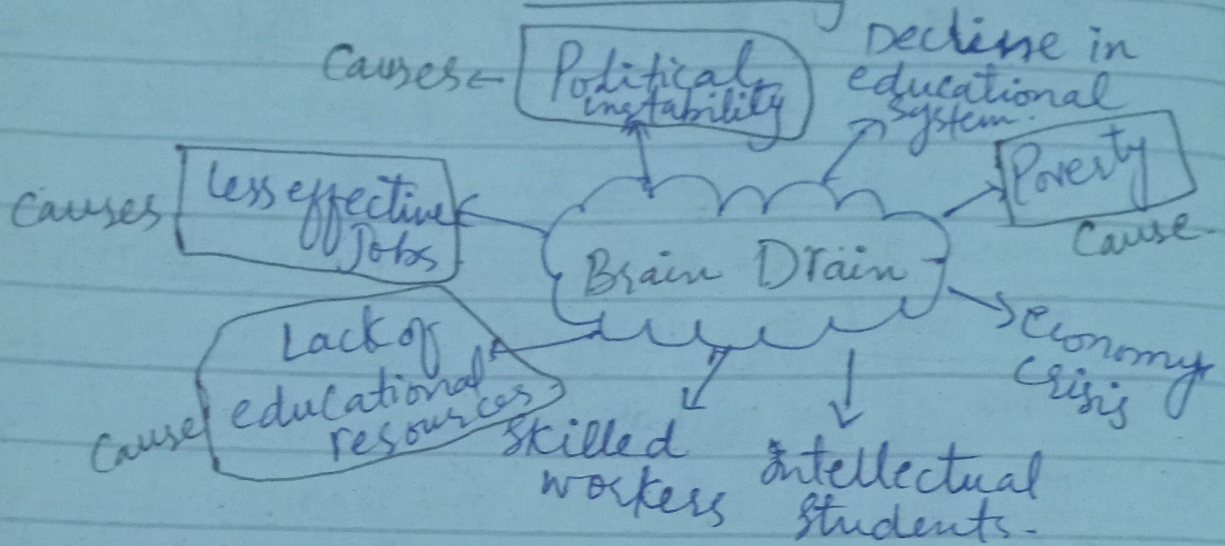 Causes ← Political
instability
Decline in
educational
system.
Poverty
Cause
Causes
Less effective
Jobs
Brain Drain
Lack of
educational
resources
Cause
economy
crisis
Skilled
workers
Intellectual
students.